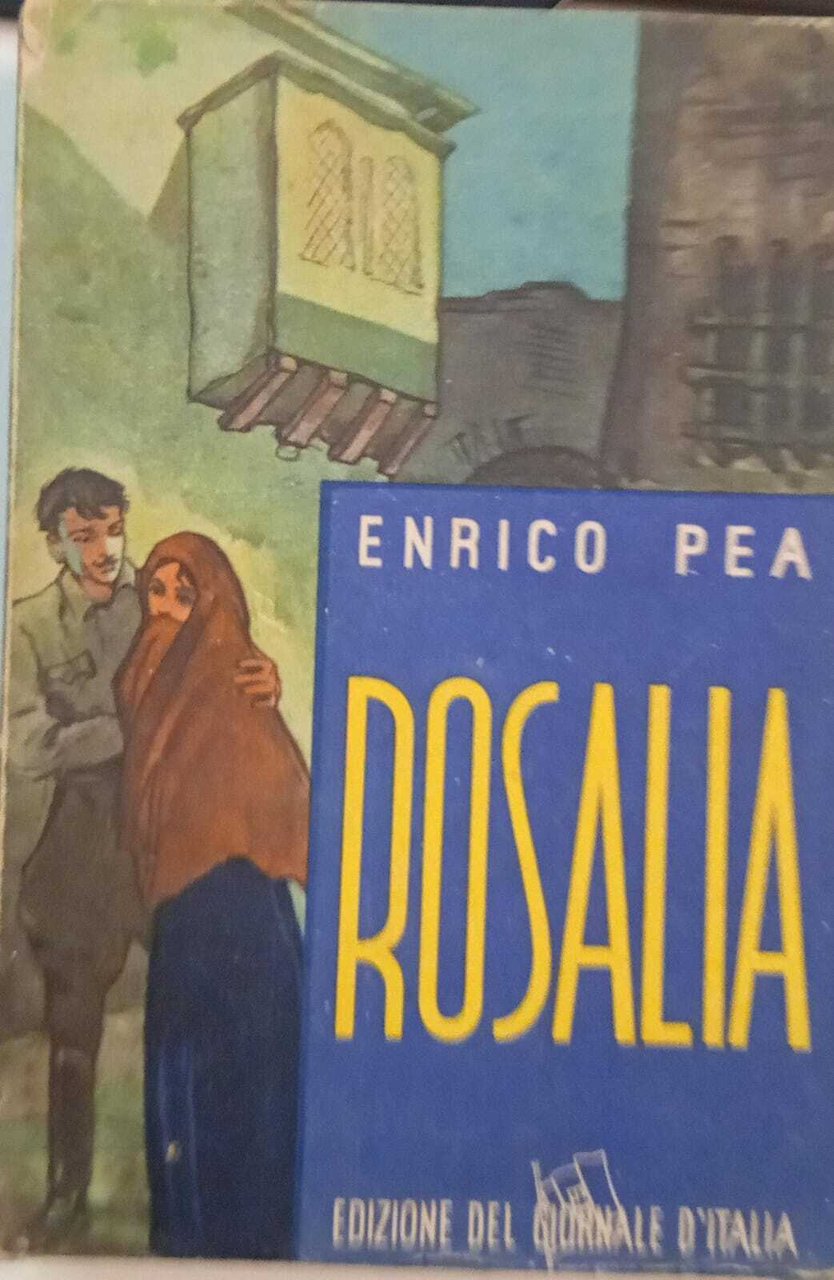 ENRICO PEA
ROSALIA
EDIZIONE DEL GIORNALE D'ITALIA